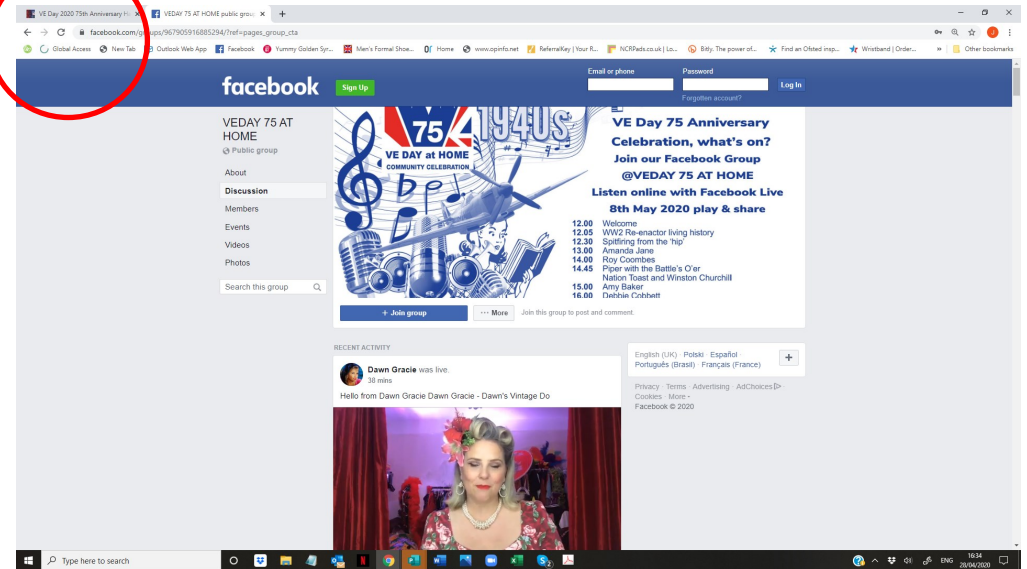 VE Day 2020 75th Anniversary H
VEDAY 75 AT HOME public group
facebook.com/groups/967905916885294/?ref=pages_group_cta
Global Access
New Tab
Outlook Web App
Facebook
Yummy Golden Syr...
Men's Formal Shoe...
Home
www.opinfo.net
ReferralKey | Your R...
NCRPads.co.uk | Lo...
Bitly. The power of...
Find an Ofsted insp...
Wristband | Order...
Other bookmarks
facebook
Sign Up
Email or phone
Password
Log In
Forgotten account?
VEDAY 75 AT
HOME
Public group
About
Discussion
Members
Events
Videos
Photos
Search this group
75
VE DAY at HOME
COMMUNITY CELEBRATION
1940s
VE Day 75 Anniversary
Celebration, what's on?
Join our Facebook Group
@VEDAY 75 AT HOME
Listen online with Facebook Live
8th May 2020 play & share
12.00 Welcome
12.05 WW2 Re-enactor living history
12.30 Spitfiring from the 'hip'
13.00 Amanda Jane
14.00 Roy Coombes
14.45 Piper with the Battle's O'er
Nation Toast and Winston Churchill
15.00 Amy Baker
16.00 Debbie Cobbett
+ Join group
··· More
Join this group to post and comment.
RECENT ACTIVITY
Dawn Gracie was live.
38 mins
Hello from Dawn Gracie Dawn Gracie - Dawn's Vintage Do
English (UK) · Polski · Español ·
Português (Brasil) · Français (France)
Privacy · Terms · Advertising · AdChoices ·
Cookies · More
Facebook © 2020
Type here to search
ENG
16:34
28/04/2020